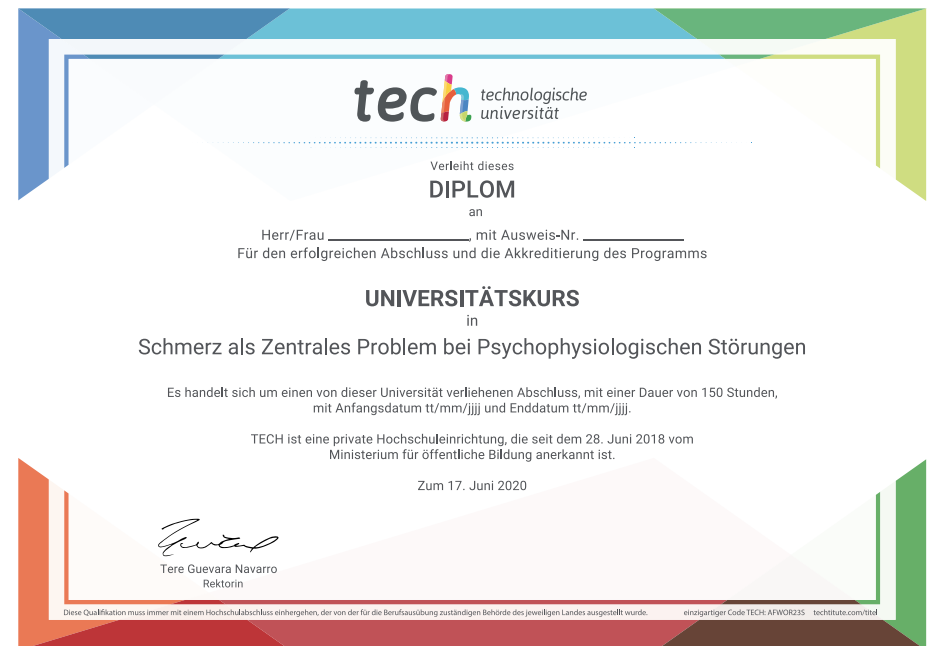 tech technologische
universität
Verleiht dieses
DIPLOM
an
Herr/Frau ________________, mit Ausweis-Nr. ____________
Für den erfolgreichen Abschluss und die Akkreditierung des Programms
UNIVERSITÄTSKURS
in
Schmerz als Zentrales Problem bei Psychophysiologischen Störungen
Es handelt sich um einen von dieser Universität verliehenen Abschluss, mit einer Dauer von 150 Stunden,
mit Anfangsdatum tt/mm/jjjj und Enddatum tt/mm/jjjj.
TECH ist eine private Hochschuleinrichtung, die seit dem 28. Juni 2018 vom
Ministerium für öffentliche Bildung anerkannt ist.
Zum 17. Juni 2020
Tere Guevara Navarro
Rektorin
Diese Qualifikation muss immer mit einem Hochschulabschluss einhergehen, der von der für die Berufsausübung zuständigen Behörde des jeweiligen Landes ausgestellt wurde. einzigartiger Code TECH: AFWOR23S techtitute.com/titel